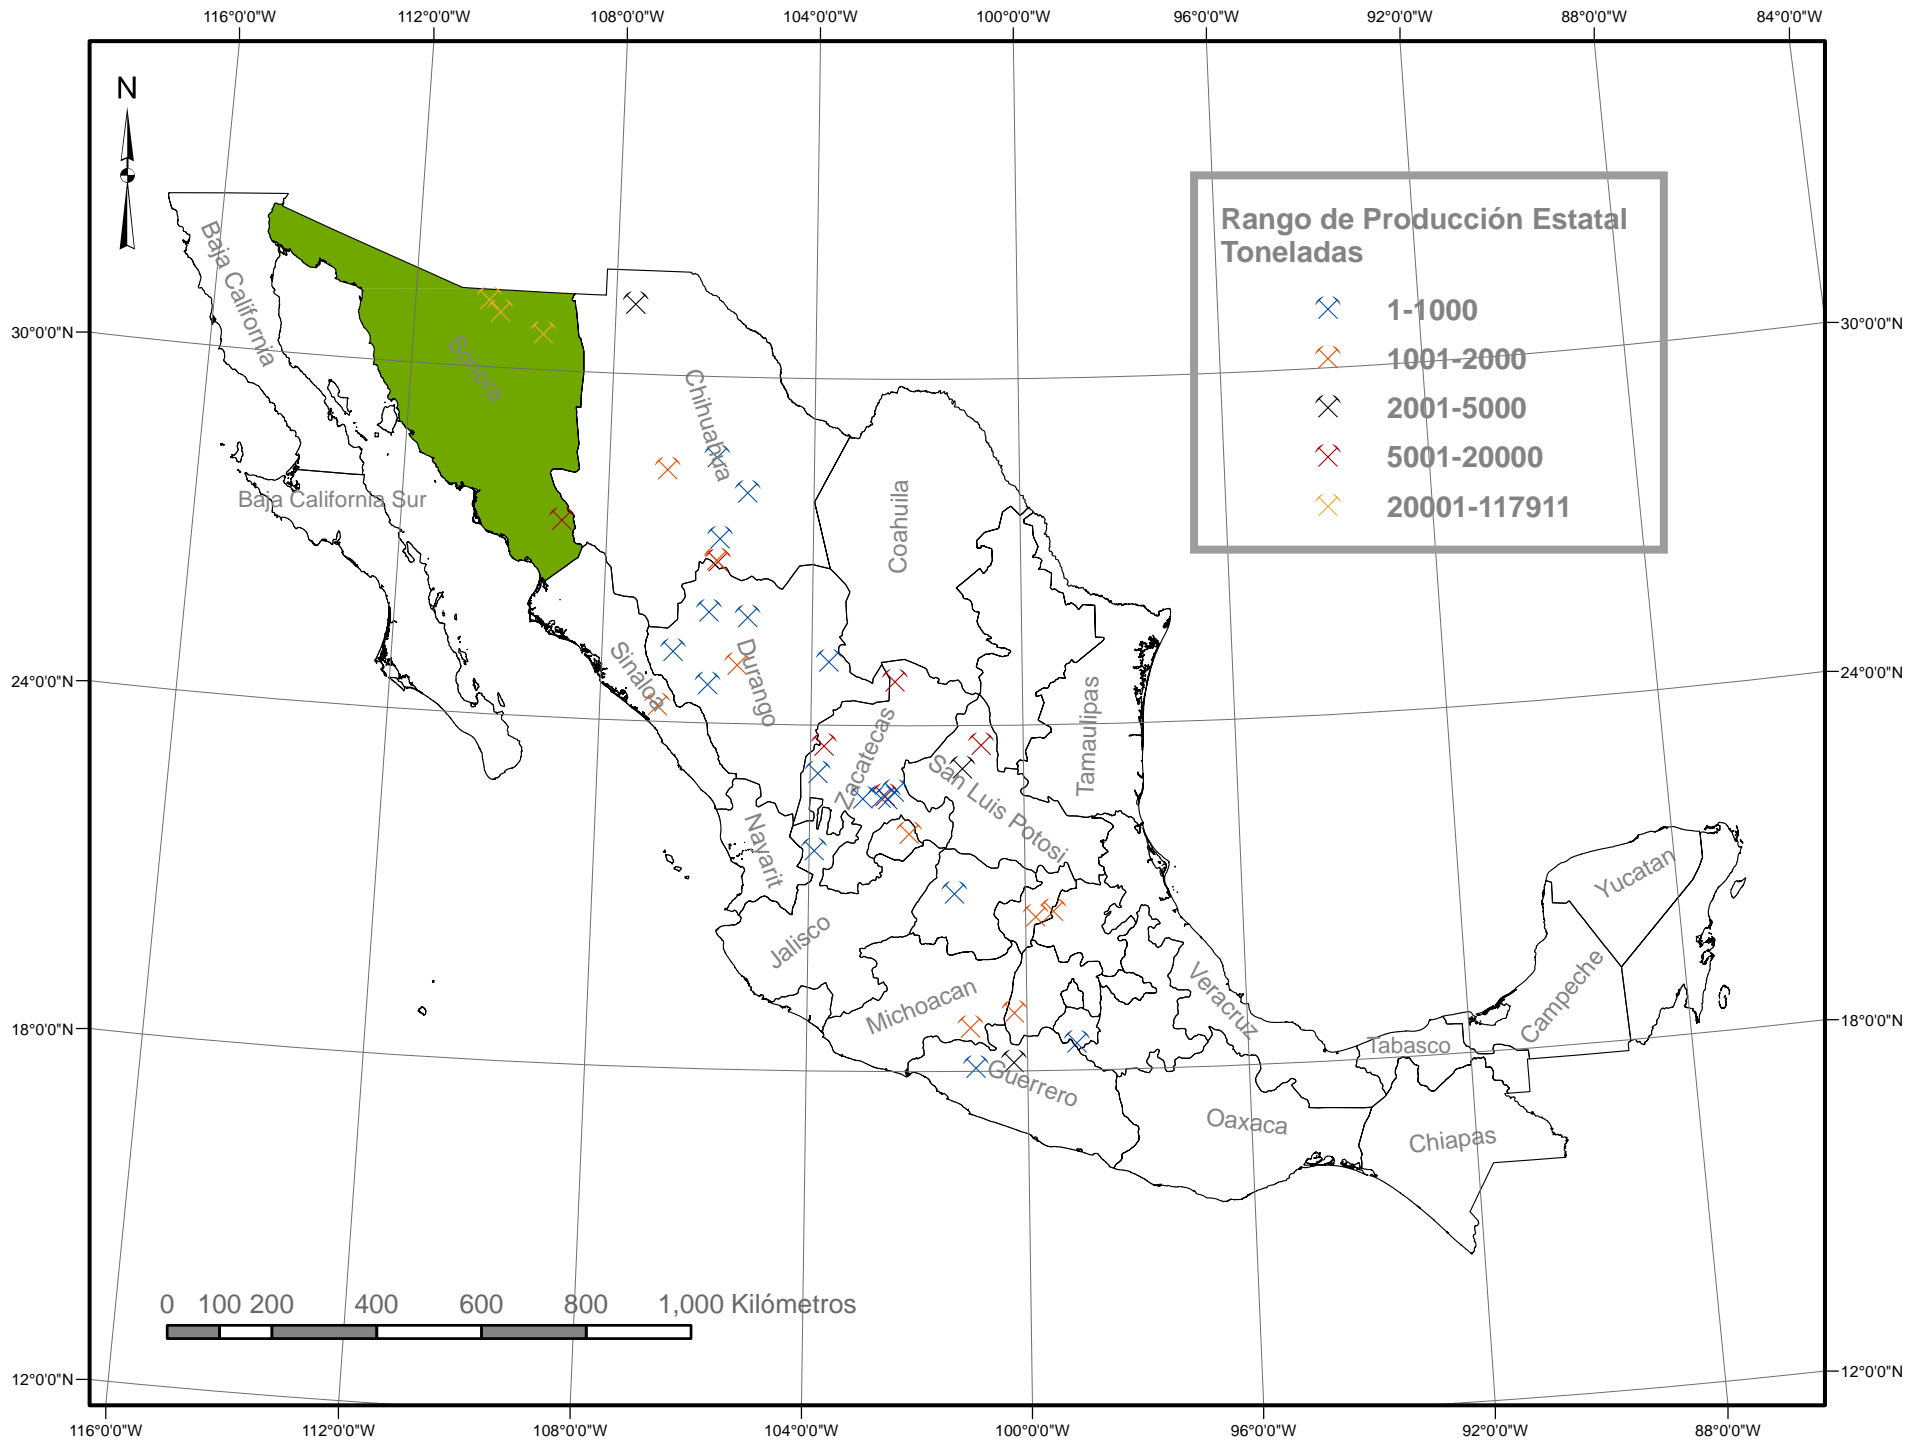 116°0'0"W 112°0'0"W 108°0'0"W 104°0'0"W 100°0'0"W 96°0'0"W 92°0'0"W 88°0'0"W 84°0'0"W
N
Rango de Producción Estatal
Toneladas
1-1000
1001-2000
2001-5000
5001-20000
20001-117911
30°0'0"N
30°0'0"N
24°0'0"N
24°0'0"N
18°0'0"N
18°0'0"N
12°0'0"N
12°0'0"N
Baja California
Sonora
Chihuahua
Baja California Sur
Coahuila
Sinaloa
Durango
Zacatecas
Tamaulipas
San Luis Potosi
Nayarit
Yucatan
Jalisco
Michoacan
Veracruz
Campeche
Tabasco
Guerrero
Oaxaca
Chiapas
0 100 200 400 600 800 1,000 Kilómetros
116°0'0"W 112°0'0"W 108°0'0"W 104°0'0"W 100°0'0"W 96°0'0"W 92°0'0"W 88°0'0"W